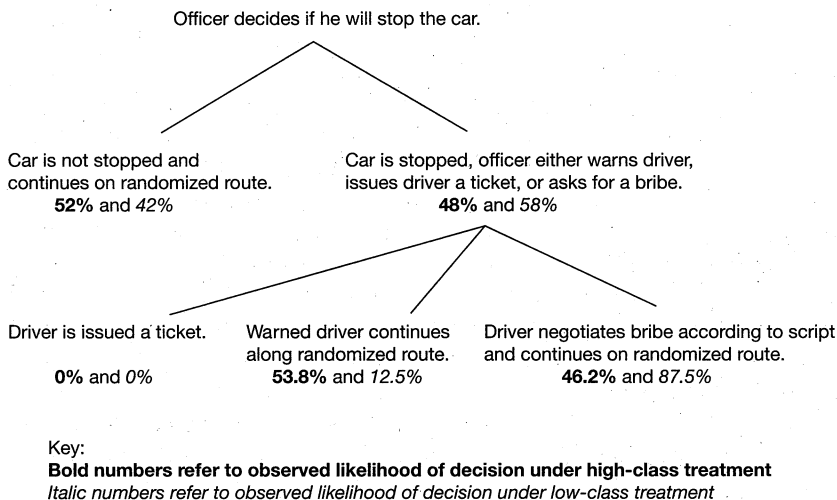 Officer decides if he will stop the car.
Car is not stopped and
continues on randomized route.
52% and 42%
Car is stopped, officer either warns driver,
issues driver a ticket, or asks for a bribe.
48% and 58%
Driver is issued a ticket.
0% and 0%
Warned driver continues
along randomized route.
53.8% and 12.5%
Driver negotiates bribe according to script
and continues on randomized route.
46.2% and 87.5%
Key:
Bold numbers refer to observed likelihood of decision under high-class treatment
Italic numbers refer to observed likelihood of decision under low-class treatment